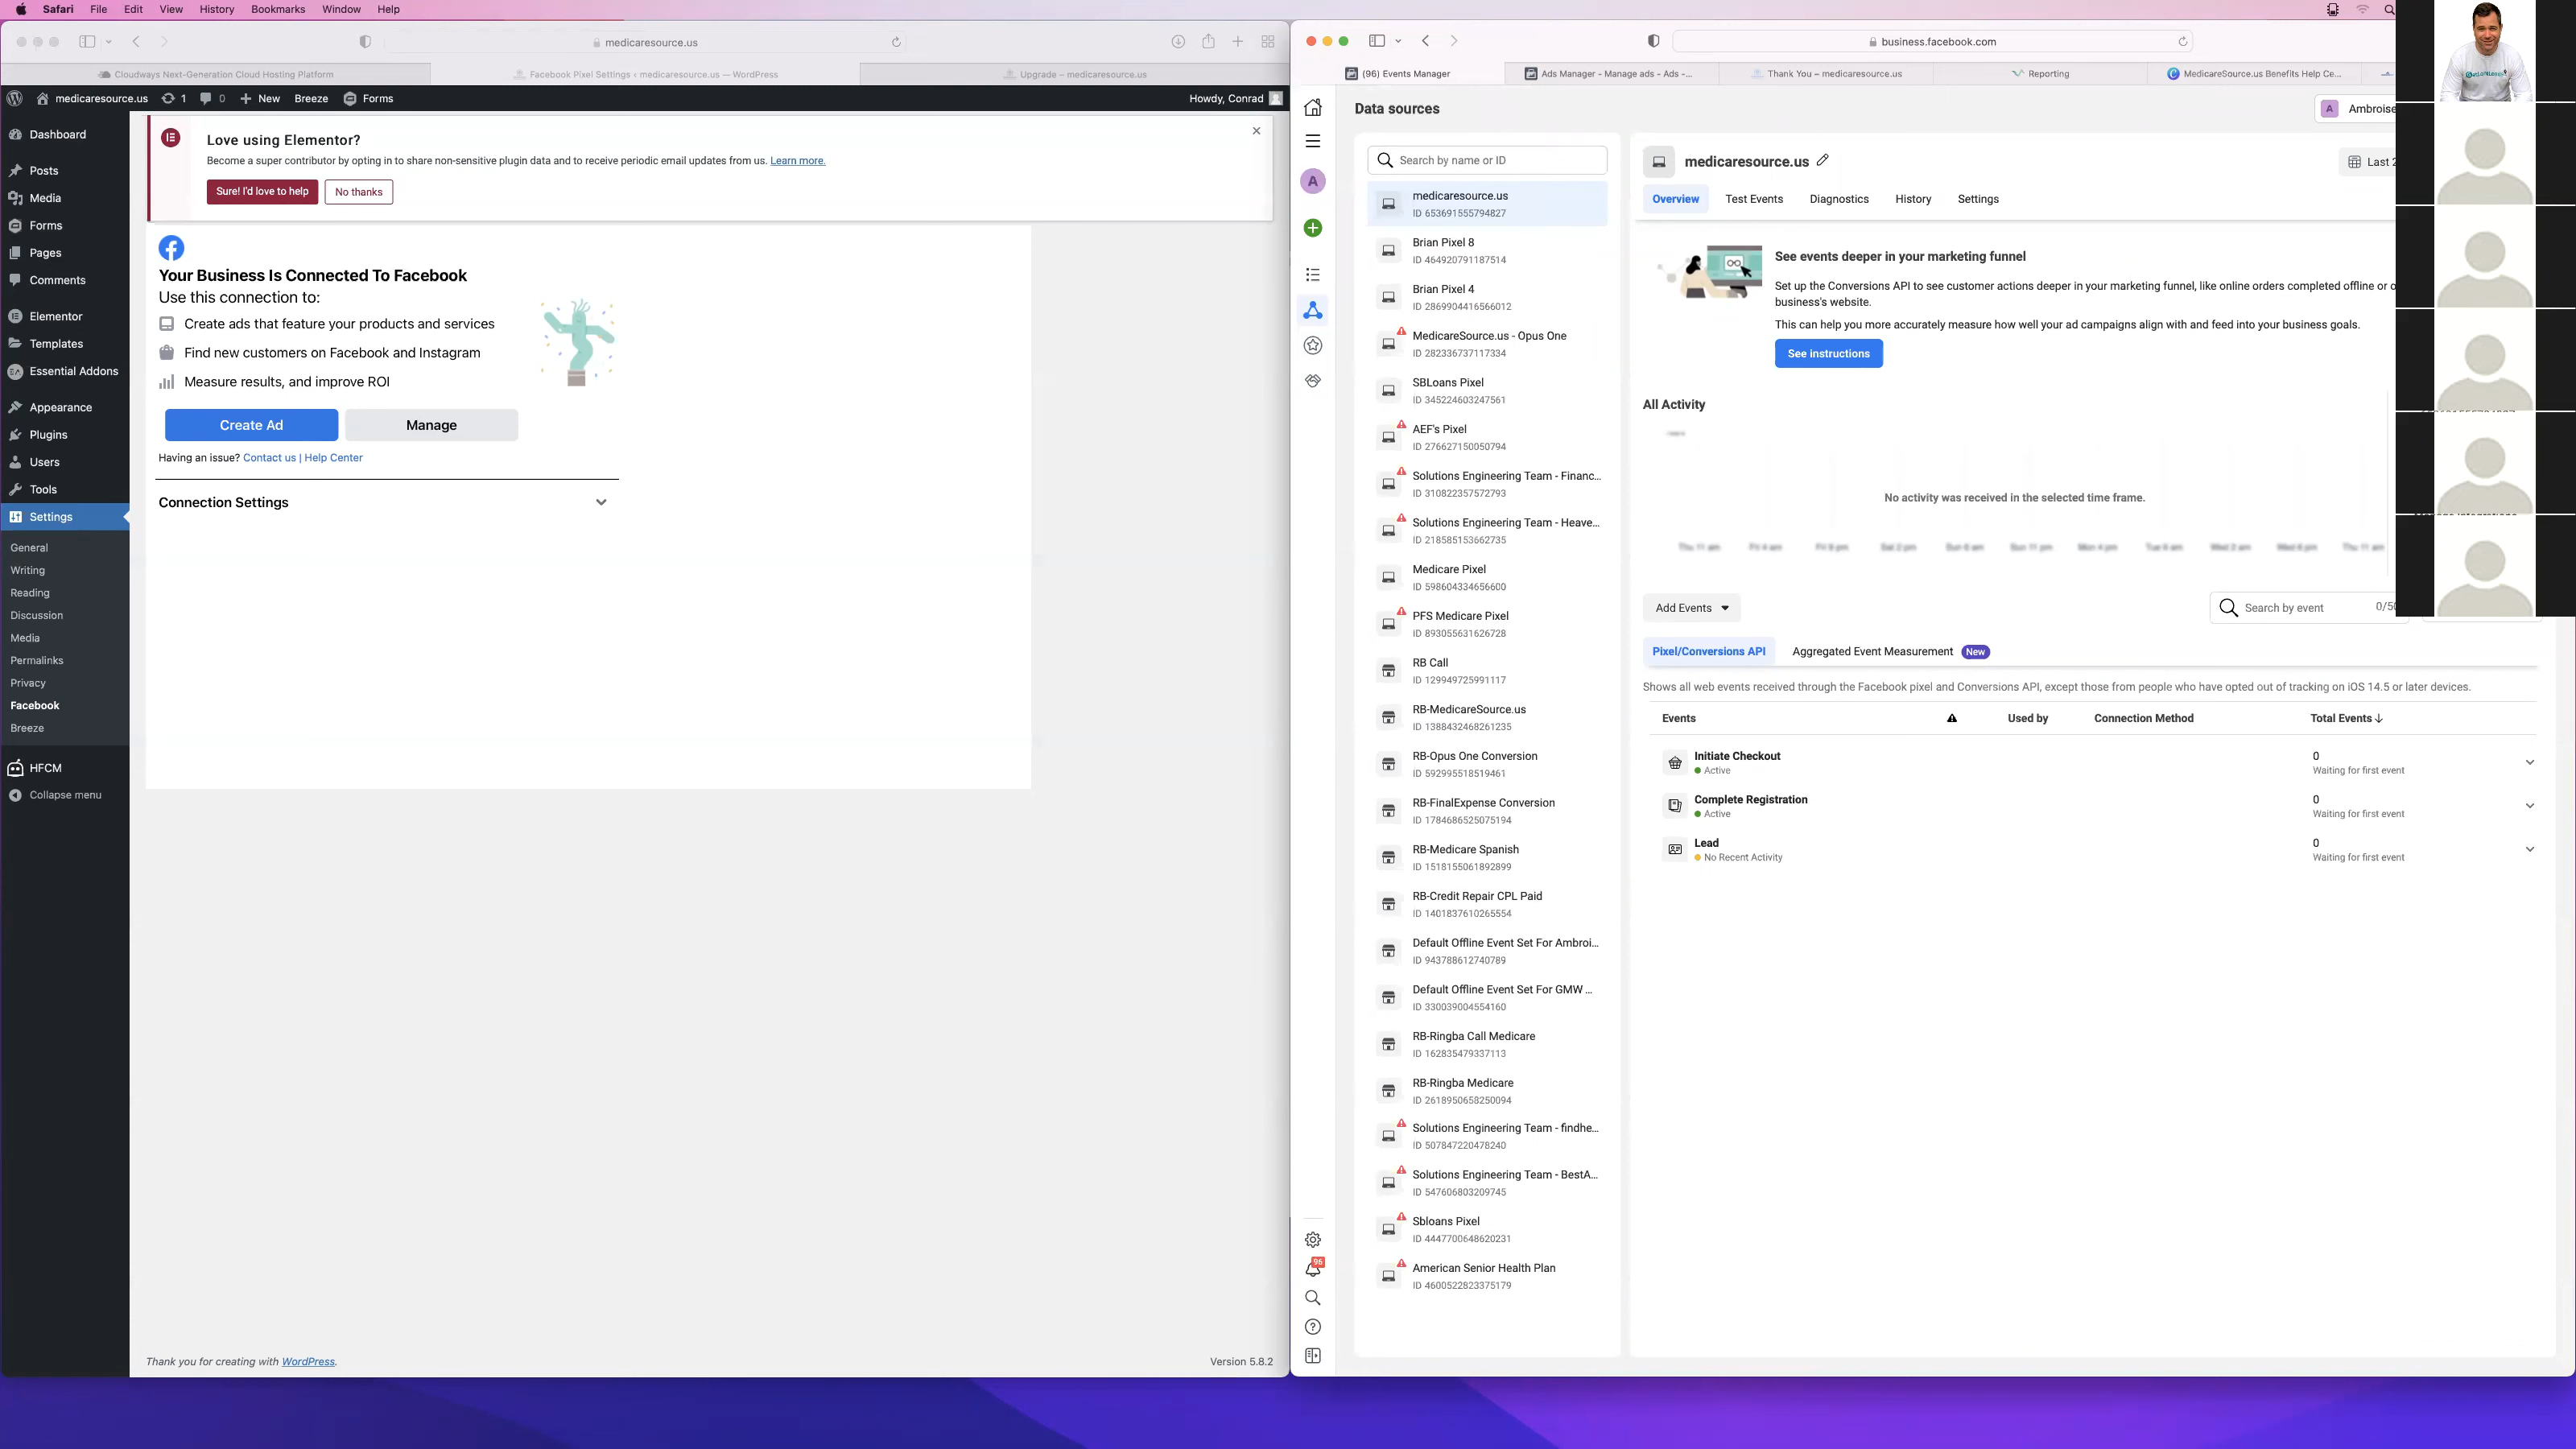 Safari File Edit View History Bookmarks Window Help
medicaresource.us
Cloudways Next-Generation Cloud Hosting Platform
Facebook Pixel Settings ‹ medicaresource.us — WordPress
Upgrade – medicaresource.us
medicaresource.us 1 0 New Breeze Forms
Howdy, Conrad
Dashboard
Posts
Media
Forms
Pages
Comments
Elementor
Templates
Essential Addons
Appearance
Plugins
Users
Tools
Settings
General
Writing
Reading
Discussion
Media
Permalinks
Privacy
Facebook
Breeze
HFCM
Collapse menu
Love using Elementor?
Become a super contributor by opting in to share non-sensitive plugin data and to receive periodic email updates from us. Learn more.
Sure! I'd love to help
No thanks
Your Business Is Connected To Facebook
Use this connection to:
Create ads that feature your products and services
Find new customers on Facebook and Instagram
Measure results, and improve ROI
Create Ad
Manage
Having an issue? Contact us | Help Center
Connection Settings
Thank you for creating with WordPress.
Version 5.8.2
business.facebook.com
(96) Events Manager
Ads Manager - Manage ads - Ads -...
Thank You – medicaresource.us
Reporting
MedicareSource.us Benefits Help Ce...
Data sources
A
Ambroise
A
96
Search by name or ID
medicaresource.us
ID 653691555794827
Brian Pixel 8
ID 464920791187514
Brian Pixel 4
ID 2869904416566012
MedicareSource.us - Opus One
ID 282336737117334
SBLoans Pixel
ID 345224603247561
AEF's Pixel
ID 276627150050794
Solutions Engineering Team - Financ...
ID 310822357572793
Solutions Engineering Team - Heave...
ID 218585153662735
Medicare Pixel
ID 598604334656600
PFS Medicare Pixel
ID 893055631626728
RB Call
ID 129949725991117
RB-MedicareSource.us
ID 1388432468261235
RB-Opus One Conversion
ID 592995518519461
RB-FinalExpense Conversion
ID 1784686525075194
RB-Medicare Spanish
ID 1518155061892899
RB-Credit Repair CPL Paid
ID 1401837610265554
Default Offline Event Set For Ambroi...
ID 943788612740789
Default Offline Event Set For GMW ...
ID 330039004554160
RB-Ringba Call Medicare
ID 162835479337113
RB-Ringba Medicare
ID 2618950658250094
Solutions Engineering Team - findhe...
ID 507847220478240
Solutions Engineering Team - BestA...
ID 547606803209745
Sbloans Pixel
ID 4447700648620231
American Senior Health Plan
ID 4600522823375179
medicaresource.us
Last 2
Overview
Test Events
Diagnostics
History
Settings
See events deeper in your marketing funnel
Set up the Conversions API to see customer actions deeper in your marketing funnel, like online orders completed offline or o
business's website.
This can help you more accurately measure how well your ad campaigns align with and feed into your business goals.
See instructions
All Activity
No activity was received in the selected time frame.
Add Events
Search by event
0/50
Pixel/Conversions API
Aggregated Event Measurement New
Shows all web events received through the Facebook pixel and Conversions API, except those from people who have opted out of tracking on iOS 14.5 or later devices.
Events
Used by
Connection Method
Total Events
Initiate Checkout
Active
0
Waiting for first event
Complete Registration
Active
0
Waiting for first event
Lead
No Recent Activity
0
Waiting for first event